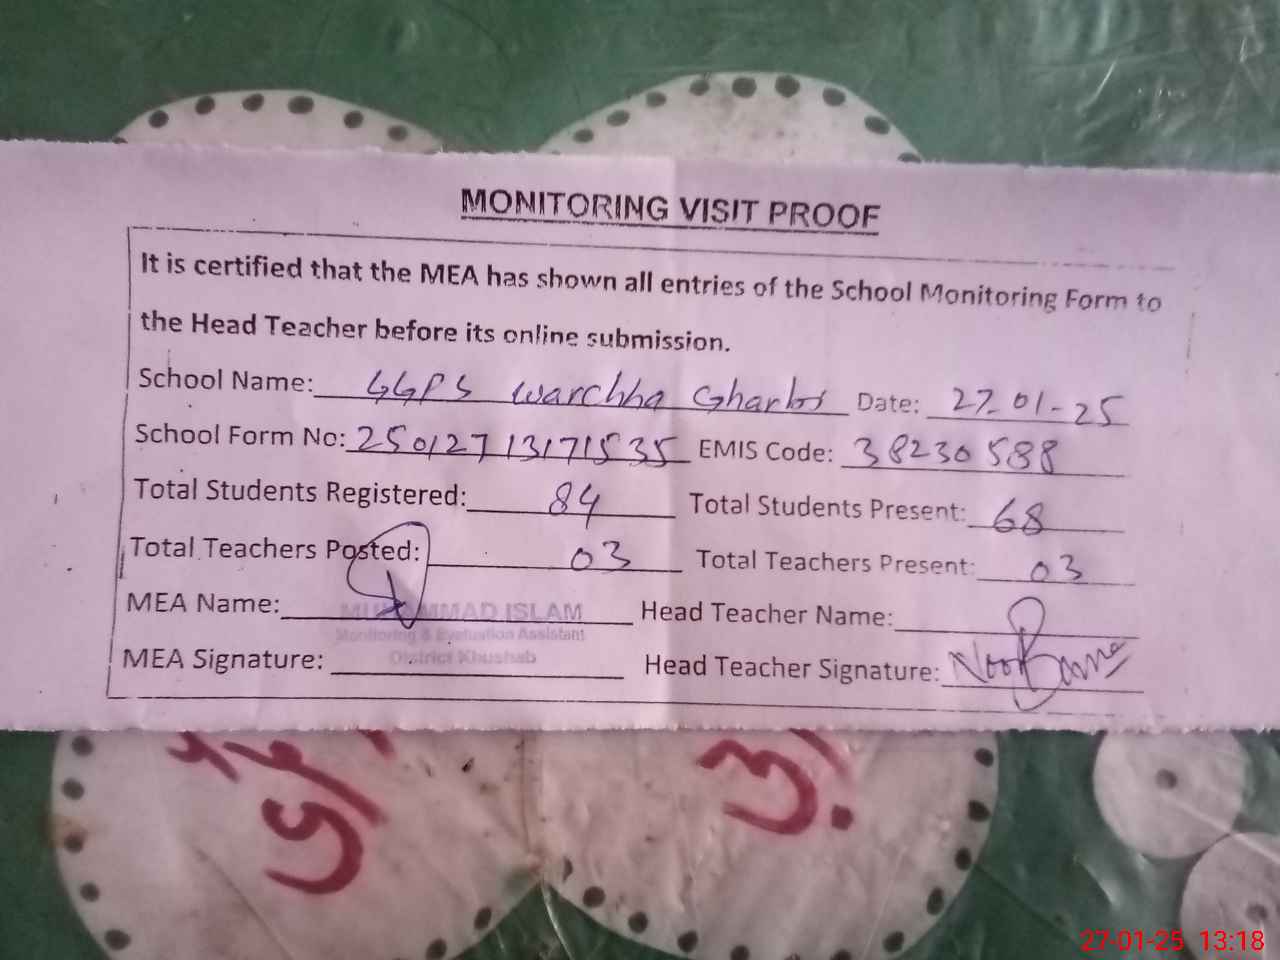 MONITORING VISIT PROOF
It is certified that the MEA has shown all entries of the School Monitoring Form to
the Head Teacher before its online submission.
School Name: GGPS Warchha Gharbi Date: 27-01-25
School Form No: 25012713171535 EMIS Code: 38230588
Total Students Registered: 84 Total Students Present: 68
Total Teachers Posted: 03 Total Teachers Present: 03
MEA Name: MUHAMMAD ISLAM Head Teacher Name:
Monitoring & Evaluation Assistant
District Khushab
MEA Signature: Head Teacher Signature:
27-01-25 13:18